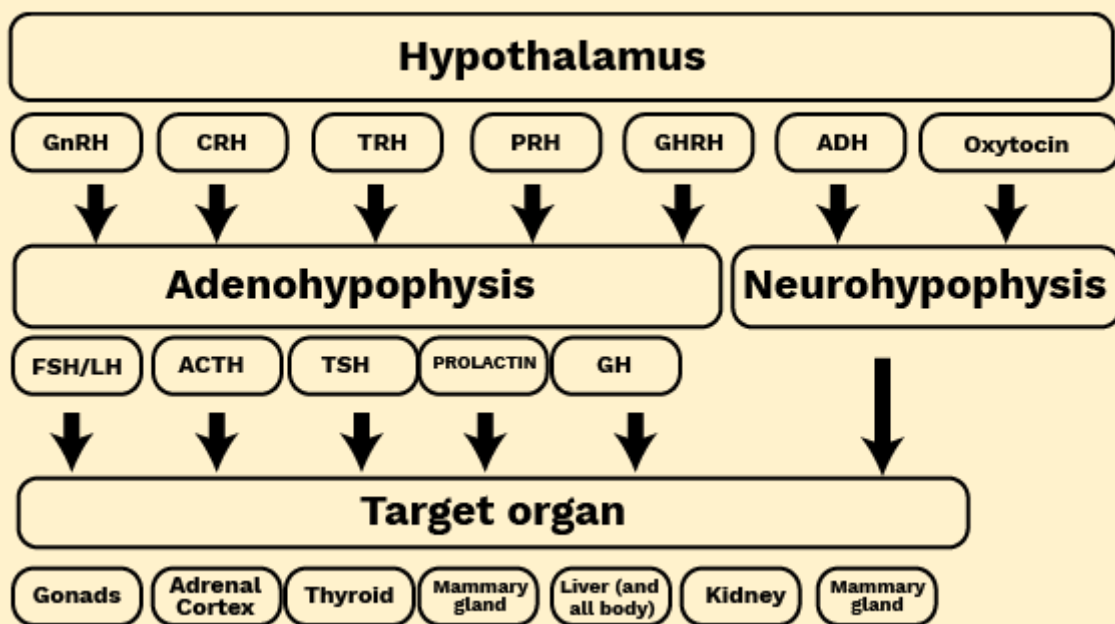 Hypothalamus
GnRH
CRH
TRH
PRH
GHRH
ADH
Oxytocin
Adenohypophysis
Neurohypophysis
FSH/LH
ACTH
TSH
PROLACTIN
GH
Target organ
Gonads
Adrenal
Cortex
Thyroid
Mammary
gland
Liver (and
all body)
Kidney
Mammary
gland